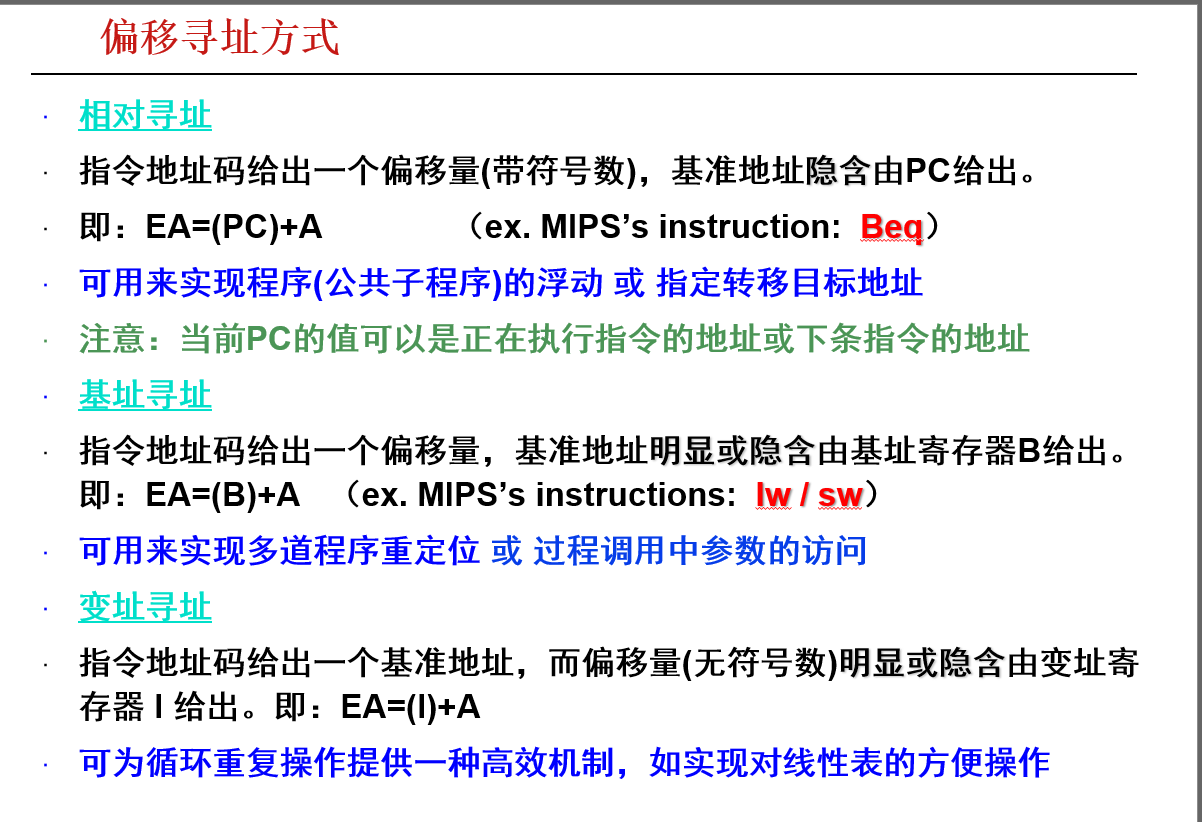 偏移寻址方式
· 相对寻址
· 指令地址码给出一个偏移量(带符号数)，基准地址隐含由PC给出。
· 即：EA=(PC)+A （ex. MIPS’s instruction: Beq）
· 可用来实现程序(公共子程序)的浮动 或 指定转移目标地址
· 注意：当前PC的值可以是正在执行指令的地址或下条指令的地址
· 基址寻址
· 指令地址码给出一个偏移量，基准地址明显或隐含由基址寄存器B给出。
即：EA=(B)+A （ex. MIPS’s instructions: lw / sw）
· 可用来实现多道程序重定位 或 过程调用中参数的访问
· 变址寻址
· 指令地址码给出一个基准地址，而偏移量(无符号数)明显或隐含由变址寄
存器 I 给出。即：EA=(I)+A
· 可为循环重复操作提供一种高效机制，如实现对线性表的方便操作